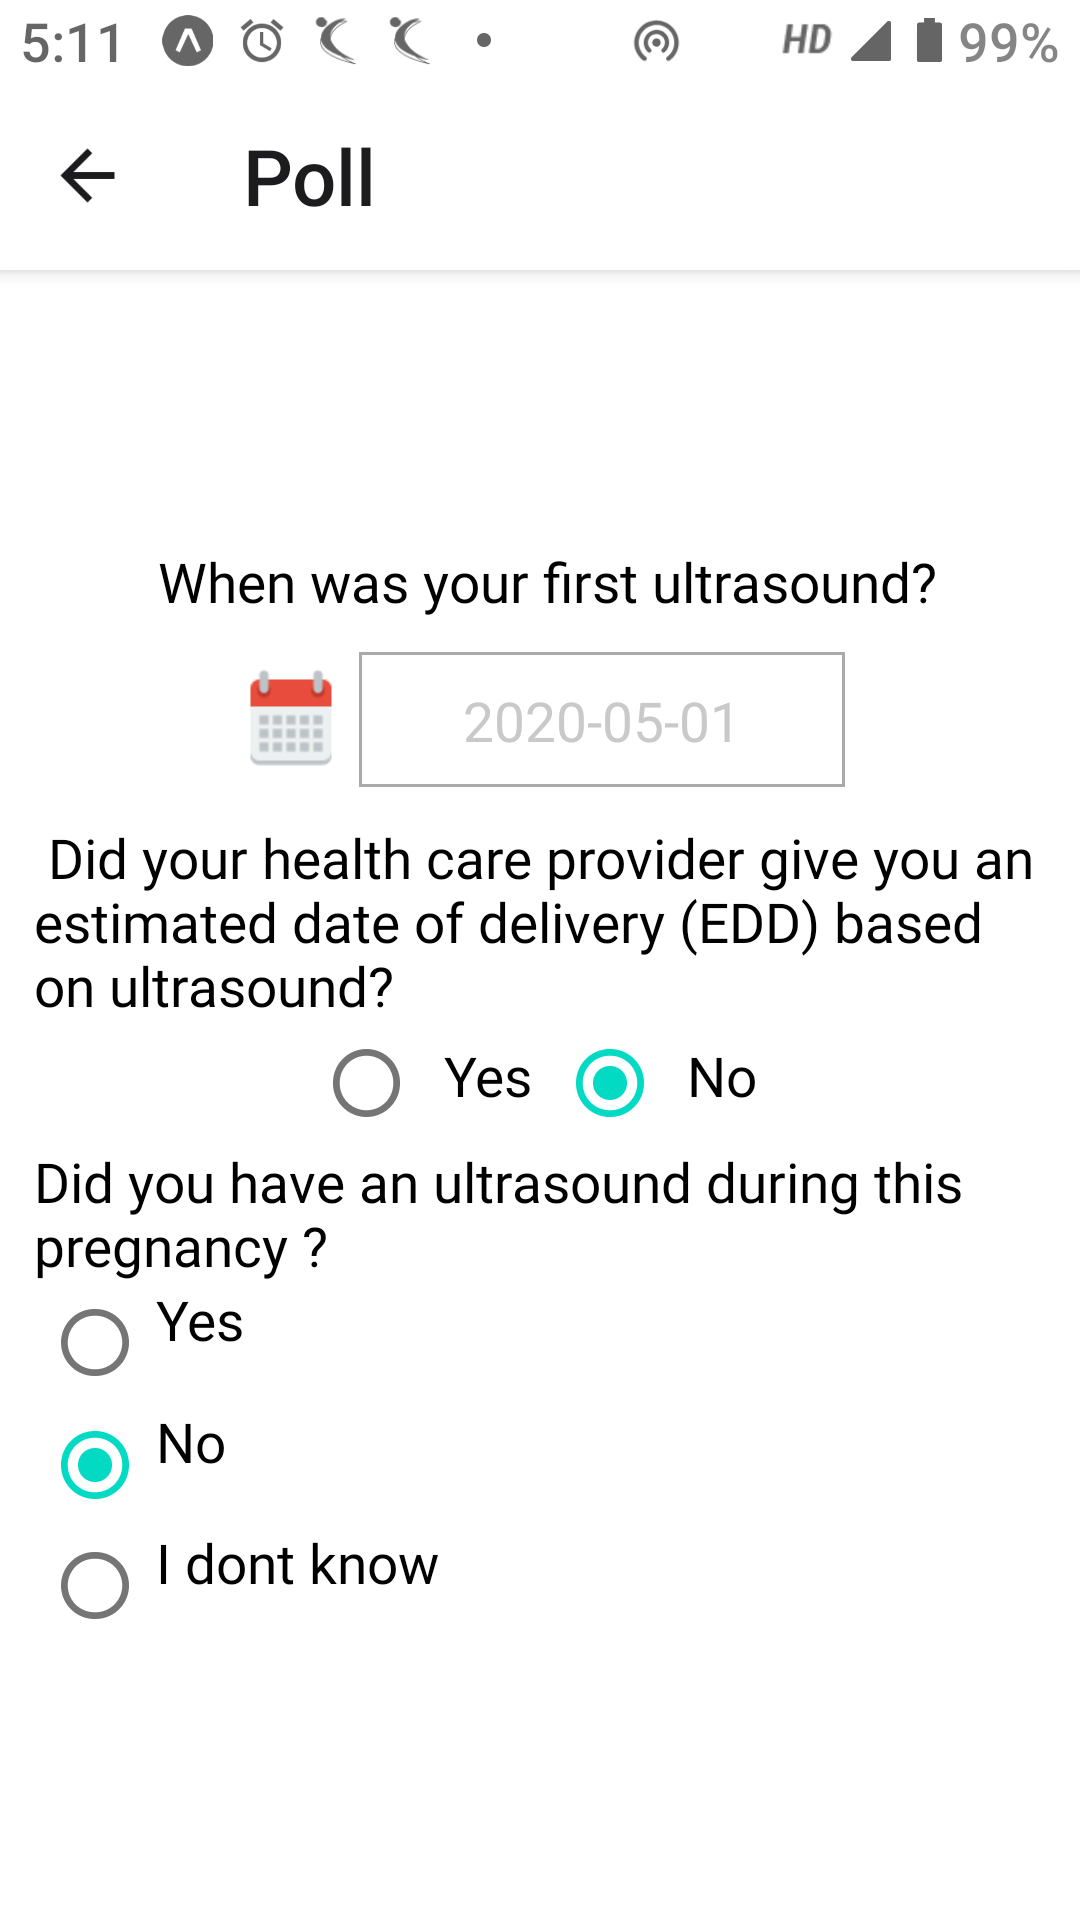 5:11 HD 99%
Poll
When was your first ultrasound?
2020-05-01
Did your health care provider give you an
estimated date of delivery (EDD) based
on ultrasound?
Yes No
Did you have an ultrasound during this
pregnancy ?
Yes
No
I dont know